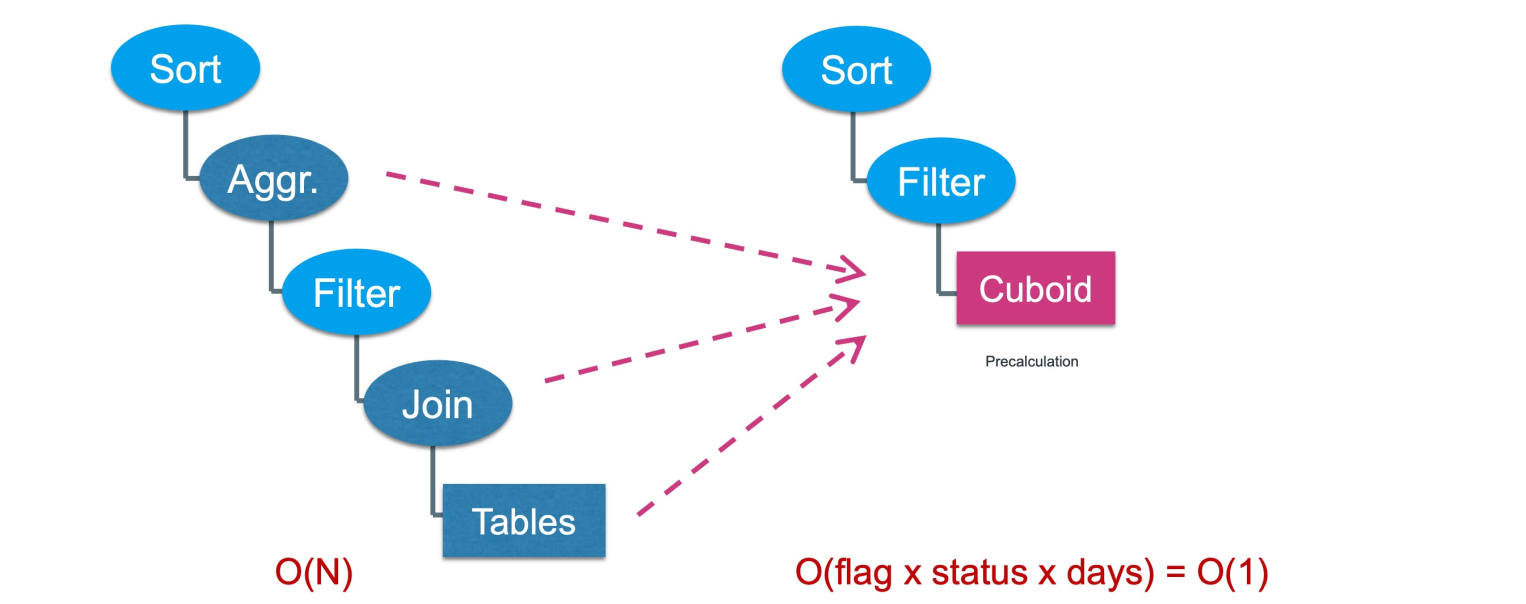 Sort
Aggr.
Filter
Join
Tables
O(N)
Sort
Filter
Cuboid
Precalculation
O(flag x status x days) = O(1)